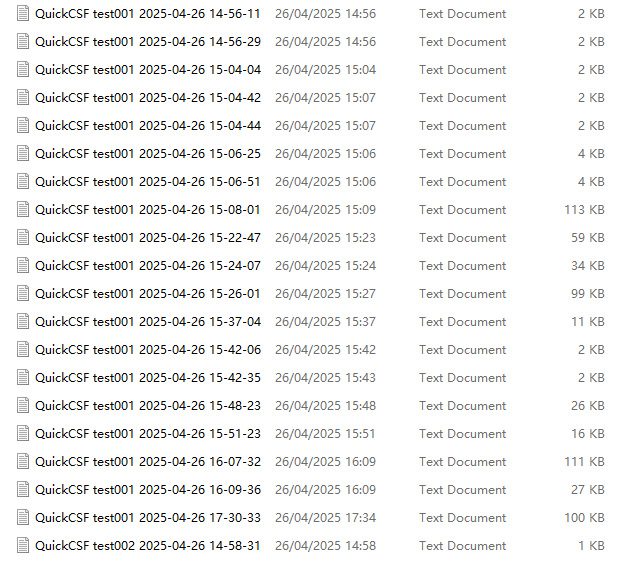 QuickCSF test001 2025-04-26 14-56-11 26/04/2025 14:56 Text Document 2 KB
QuickCSF test001 2025-04-26 14-56-29 26/04/2025 14:56 Text Document 2 KB
QuickCSF test001 2025-04-26 15-04-04 26/04/2025 15:04 Text Document 2 KB
QuickCSF test001 2025-04-26 15-04-42 26/04/2025 15:07 Text Document 2 KB
QuickCSF test001 2025-04-26 15-04-44 26/04/2025 15:07 Text Document 2 KB
QuickCSF test001 2025-04-26 15-06-25 26/04/2025 15:06 Text Document 4 KB
QuickCSF test001 2025-04-26 15-06-51 26/04/2025 15:06 Text Document 4 KB
QuickCSF test001 2025-04-26 15-08-01 26/04/2025 15:09 Text Document 113 KB
QuickCSF test001 2025-04-26 15-22-47 26/04/2025 15:23 Text Document 59 KB
QuickCSF test001 2025-04-26 15-24-07 26/04/2025 15:24 Text Document 34 KB
QuickCSF test001 2025-04-26 15-26-01 26/04/2025 15:27 Text Document 99 KB
QuickCSF test001 2025-04-26 15-37-04 26/04/2025 15:37 Text Document 11 KB
QuickCSF test001 2025-04-26 15-42-06 26/04/2025 15:42 Text Document 2 KB
QuickCSF test001 2025-04-26 15-42-35 26/04/2025 15:43 Text Document 2 KB
QuickCSF test001 2025-04-26 15-48-23 26/04/2025 15:48 Text Document 26 KB
QuickCSF test001 2025-04-26 15-51-23 26/04/2025 15:51 Text Document 16 KB
QuickCSF test001 2025-04-26 16-07-32 26/04/2025 16:09 Text Document 111 KB
QuickCSF test001 2025-04-26 16-09-36 26/04/2025 16:09 Text Document 27 KB
QuickCSF test001 2025-04-26 17-30-33 26/04/2025 17:34 Text Document 100 KB
QuickCSF test002 2025-04-26 14-58-31 26/04/2025 14:58 Text Document 1 KB